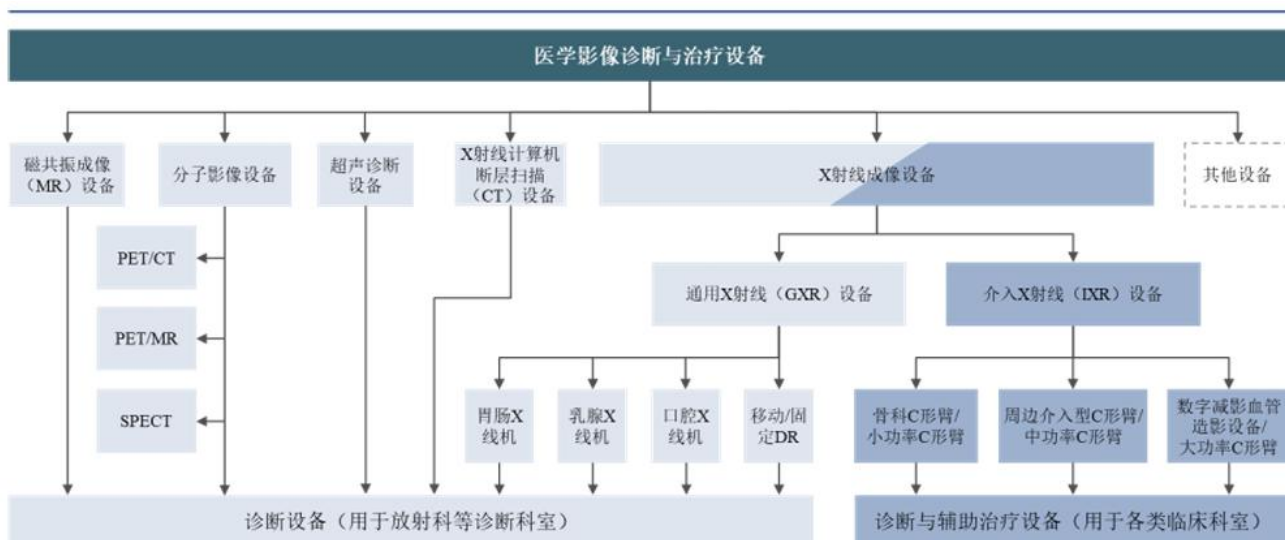 医学影像诊断与治疗设备
磁共振成像
（MR）设备
分子影像设备
超声诊断
设备
X射线计算机
断层扫描
（CT）设备
X射线成像设备
其他设备
PET/CT
PET/MR
SPECT
通用X射线（GXR）设备
介入X射线（IXR）设备
胃肠X
线机
乳腺X
线机
口腔X
线机
移动/固
定DR
骨科C形臂/
小功率C形臂
周边介入型C形臂/
中功率C形臂
数字减影血管
造影设备/
大功率C形臂
诊断设备（用于放射科等诊断科室）
诊断与辅助治疗设备（用于各类临床科室）